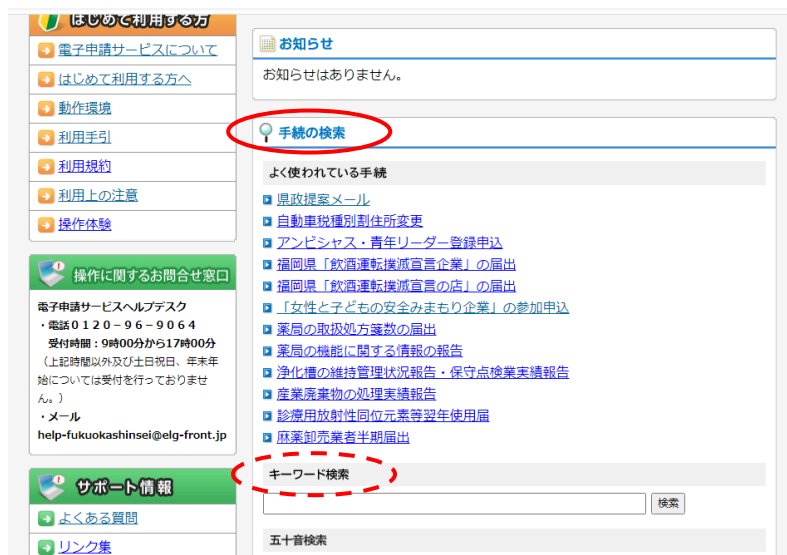 はじめて利用する方
電子申請サービスについて
はじめて利用する方へ
動作環境
利用手引
利用規約
利用上の注意
操作体験
操作に関するお問合せ窓口
電子申請サービスヘルプデスク
・電話０１２０－９６－９０６４
受付時間：9時00分から17時00分
（上記時間以外及び土日祝日、年末年
始については受付を行っておりませ
ん。）
・メール
help-fukuokashinsei@elg-front.jp
サポート情報
よくある質問
リンク集
お知らせ
お知らせはありません。
手続の検索
よく使われている手続
県政提案メール
自動車税種別割住所変更
アンビシャス・青年リーダー登録申込
福岡県「飲酒運転撲滅宣言企業」の届出
福岡県「飲酒運転撲滅宣言の店」の届出
「女性と子どもの安全みまもり企業」の参加申込
薬局の取扱処方箋数の届出
薬局の機能に関する情報の報告
浄化槽の維持管理状況報告・保守点検業実績報告
産業廃棄物の処理実績報告
診療用放射性同位元素等翌年使用届
麻薬卸売業者半期届出
キーワード検索
検索
五十音検索